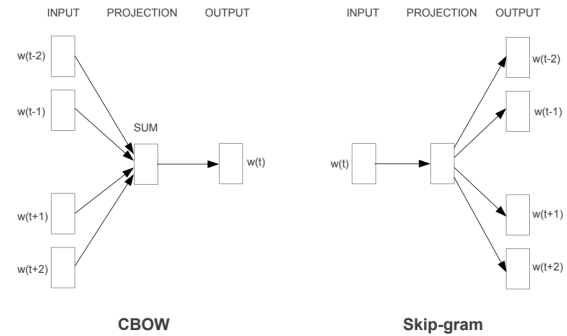 INPUT PROJECTION OUTPUT
w(t-2)
w(t-1)
SUM
w(t)
w(t+1)
w(t+2)
CBOW
INPUT PROJECTION OUTPUT
w(t-2)
w(t-1)
w(t)
w(t+1)
w(t+2)
Skip-gram